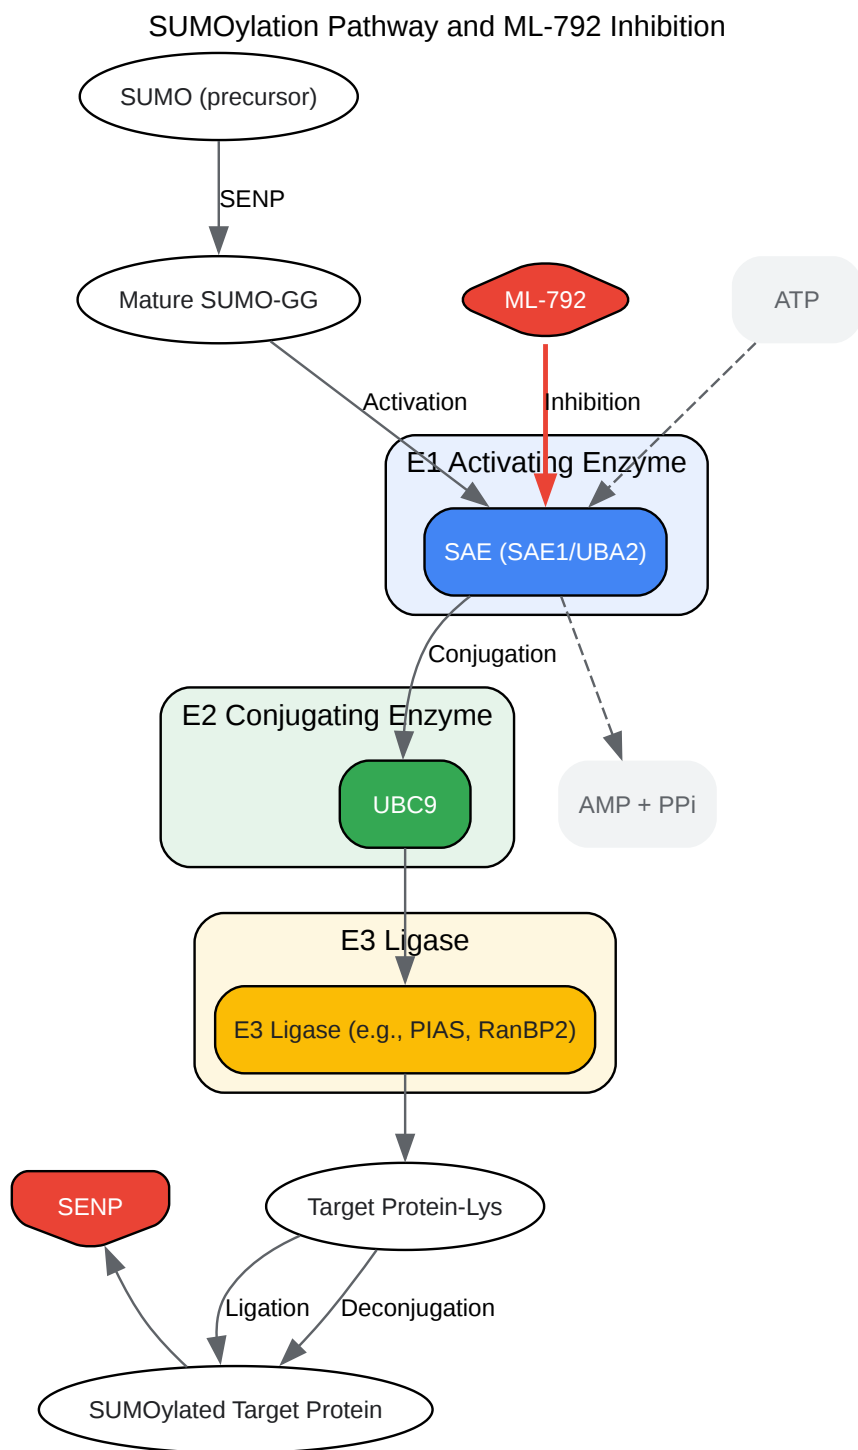 SUMOylation Pathway and ML-792 Inhibition
SUMO (precursor)
SENP
Mature SUMO-GG
ML-792
ATP
Activation
Inhibition
E1 Activating Enzyme
SAE (SAE1/UBA2)
Conjugation
E2 Conjugating Enzyme
UBC9
AMP + PPi
E3 Ligase
E3 Ligase (e.g., PIAS, RanBP2)
SENP
Target Protein-Lys
Ligation
Deconjugation
SUMOylated Target Protein